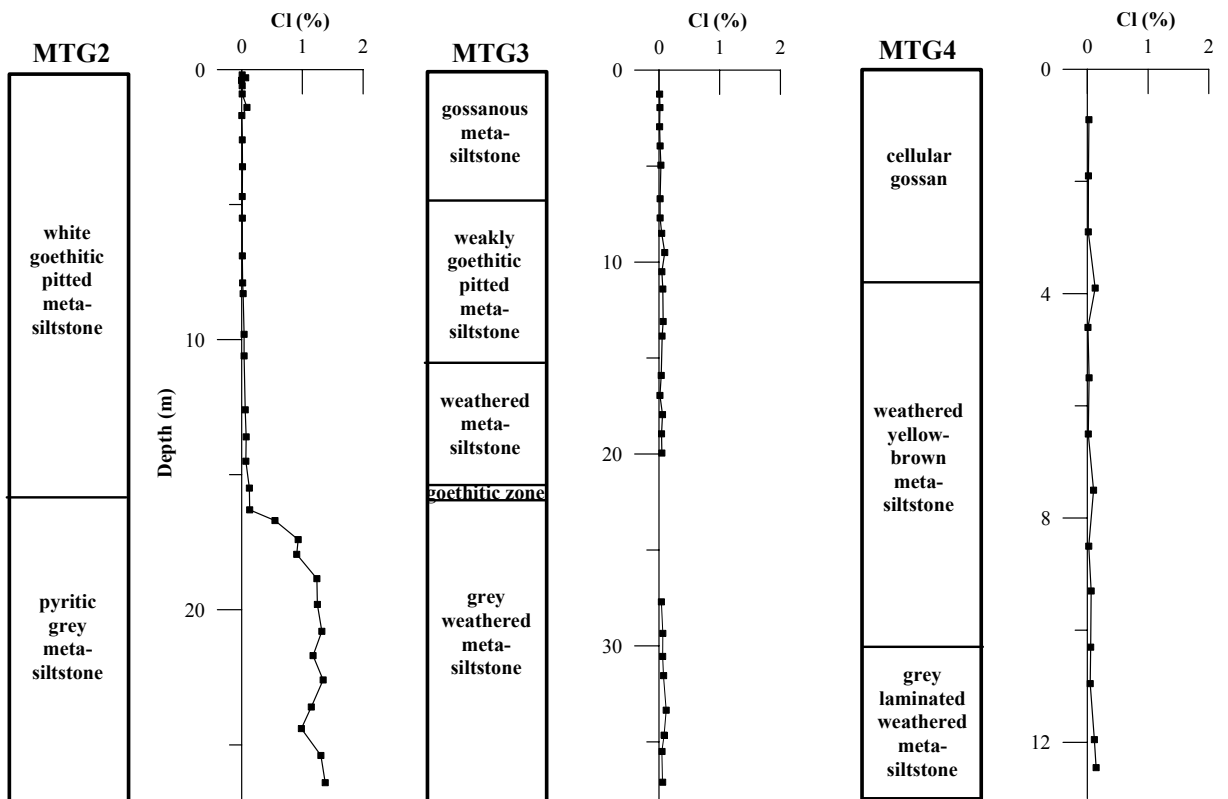 Cl (%)
MTG2
0 1 2
0
10
20
Depth (m)
white
goethitic
pitted
meta-
siltstone
pyritic
grey
meta-
siltstone
Cl (%)
MTG3
0 1 2
0
10
20
30
gossanous
meta-
siltstone
weakly
goethitic
pitted
meta-
siltstone
weathered
meta-
siltstone
goethitic zone
grey
weathered
meta-
siltstone
Cl (%)
MTG4
0 1 2
0
4
8
12
cellular
gossan
weathered
yellow-
brown
meta-
siltstone
grey
laminated
weathered
meta-
siltstone